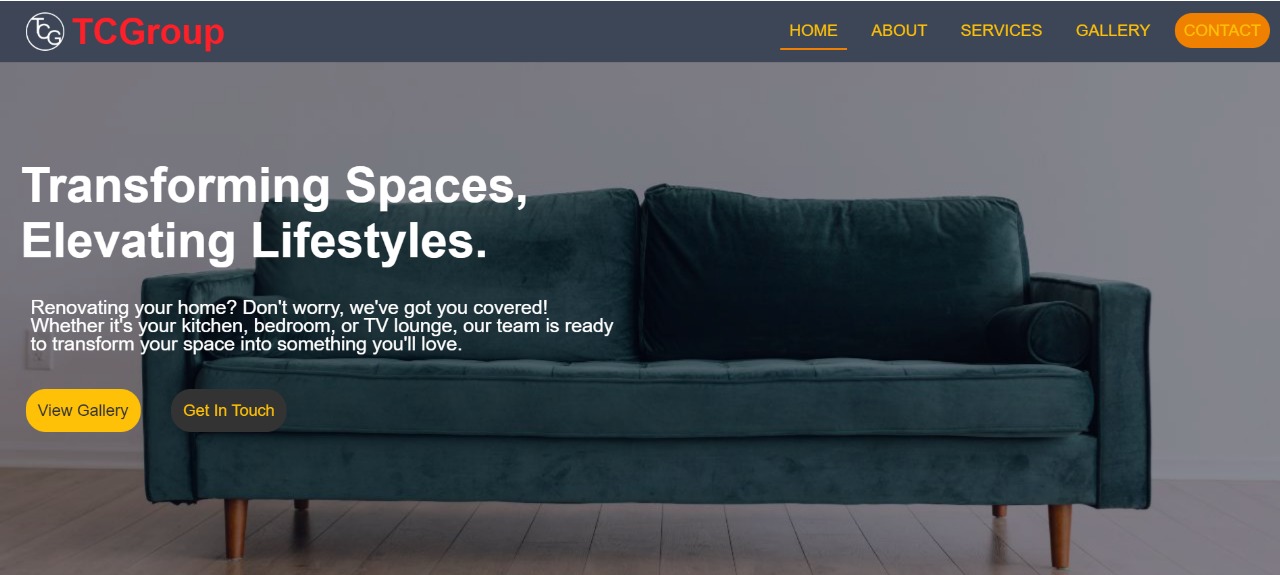 TCG TCGroup
HOME ABOUT SERVICES GALLERY CONTACT
Transforming Spaces,
Elevating Lifestyles.
Renovating your home? Don't worry, we've got you covered!
Whether it's your kitchen, bedroom, or TV lounge, our team is ready
to transform your space into something you'll love.
View Gallery Get In Touch